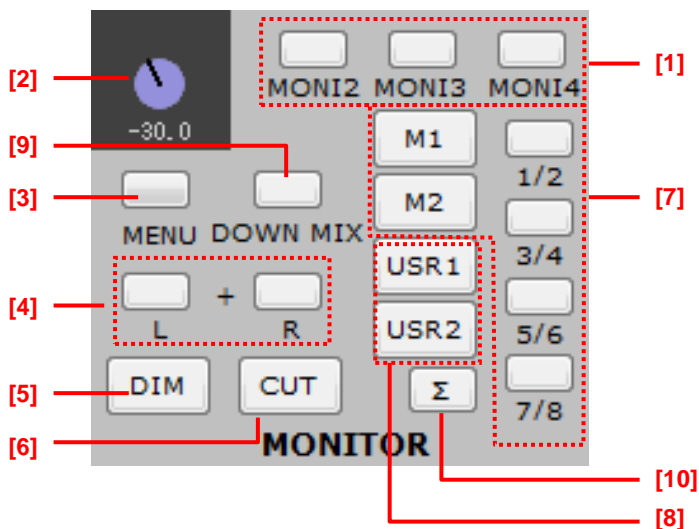 [1]
[2]
MONI2 MONI3 MONI4
-30.0
[9]
M1
[3]
1/2
[7]
M2
MENU DOWN MIX
3/4
USR1
[4]
+
L R
USR2
5/6
[5]
DIM CUT
Σ
7/8
[6]
MONITOR
[10]
[8]